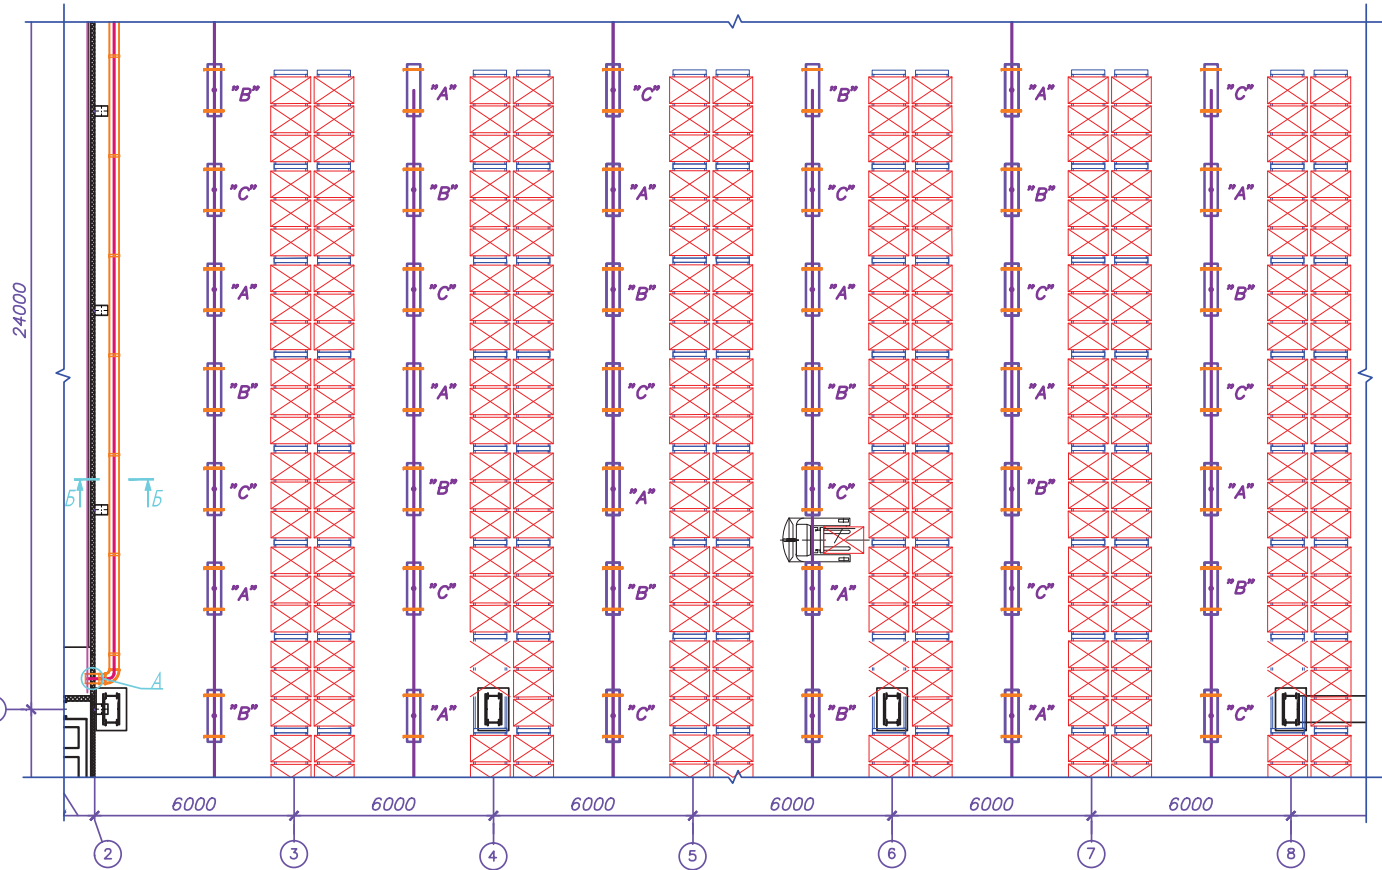 "B" "A" "C" "B" "A" "C"
"C" "B" "A" "C" "B" "A"
"A" "C" "B" "A" "C" "B"
24000
"B" "A" "C" "B" "A" "C"
Б Б "C" "B" "A" "C" "B" "A"
"A" "C" "B" "A" "C" "B"
А
"B" "A" "C" "B" "A" "C"
6000 6000 6000 6000 6000 6000
2 3 4 5 6 7 8